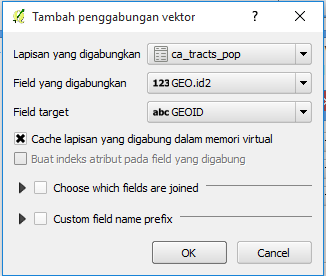 Tambah penggabungan vektor
Lapisan yang digabungkan ca_tracts_pop
Field yang digabungkan 123 GEO.id2
Field target abc GEOID
Cache lapisan yang digabung dalam memori virtual
Buat indeks atribut pada field yang digabung
Choose which fields are joined
Custom field name prefix
OK Cancel